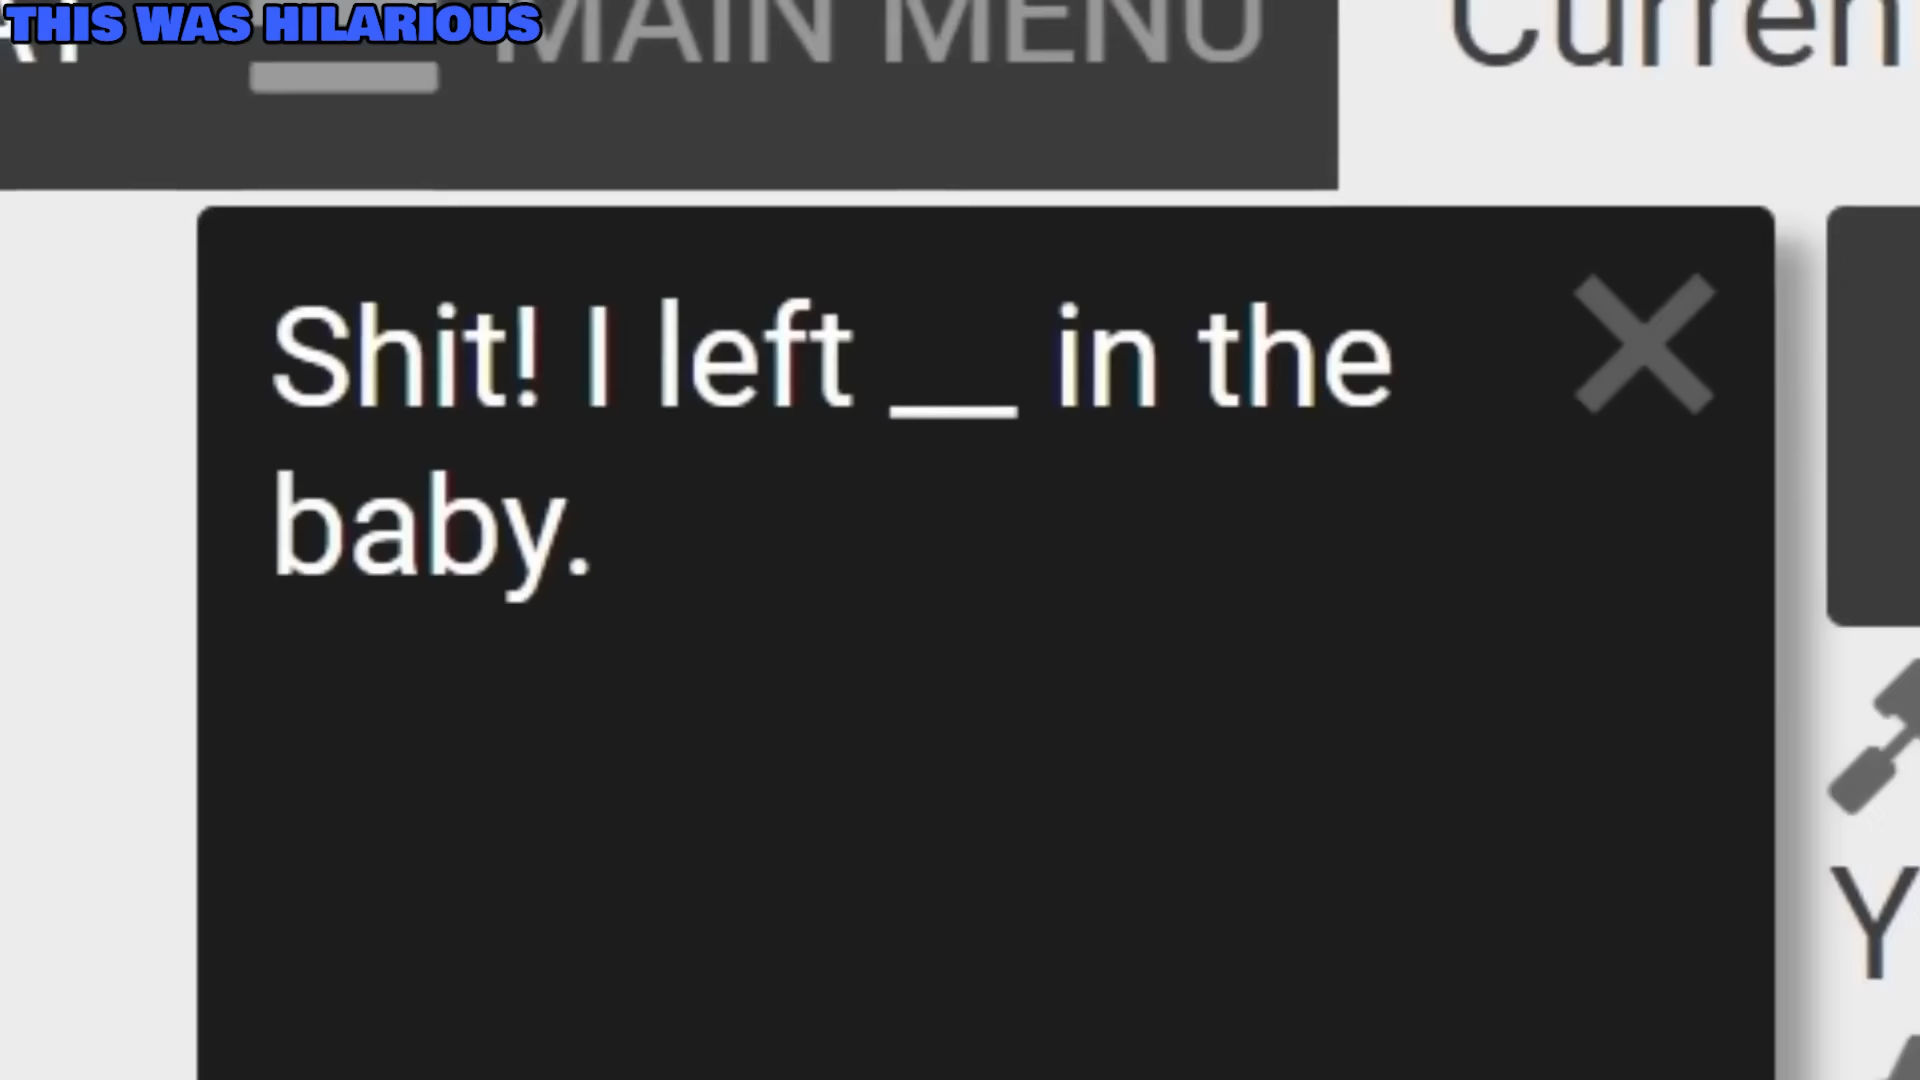 THIS WAS HILARIOUS
MAIN MENU
Curren
Shit! I left __ in the
baby.
Y